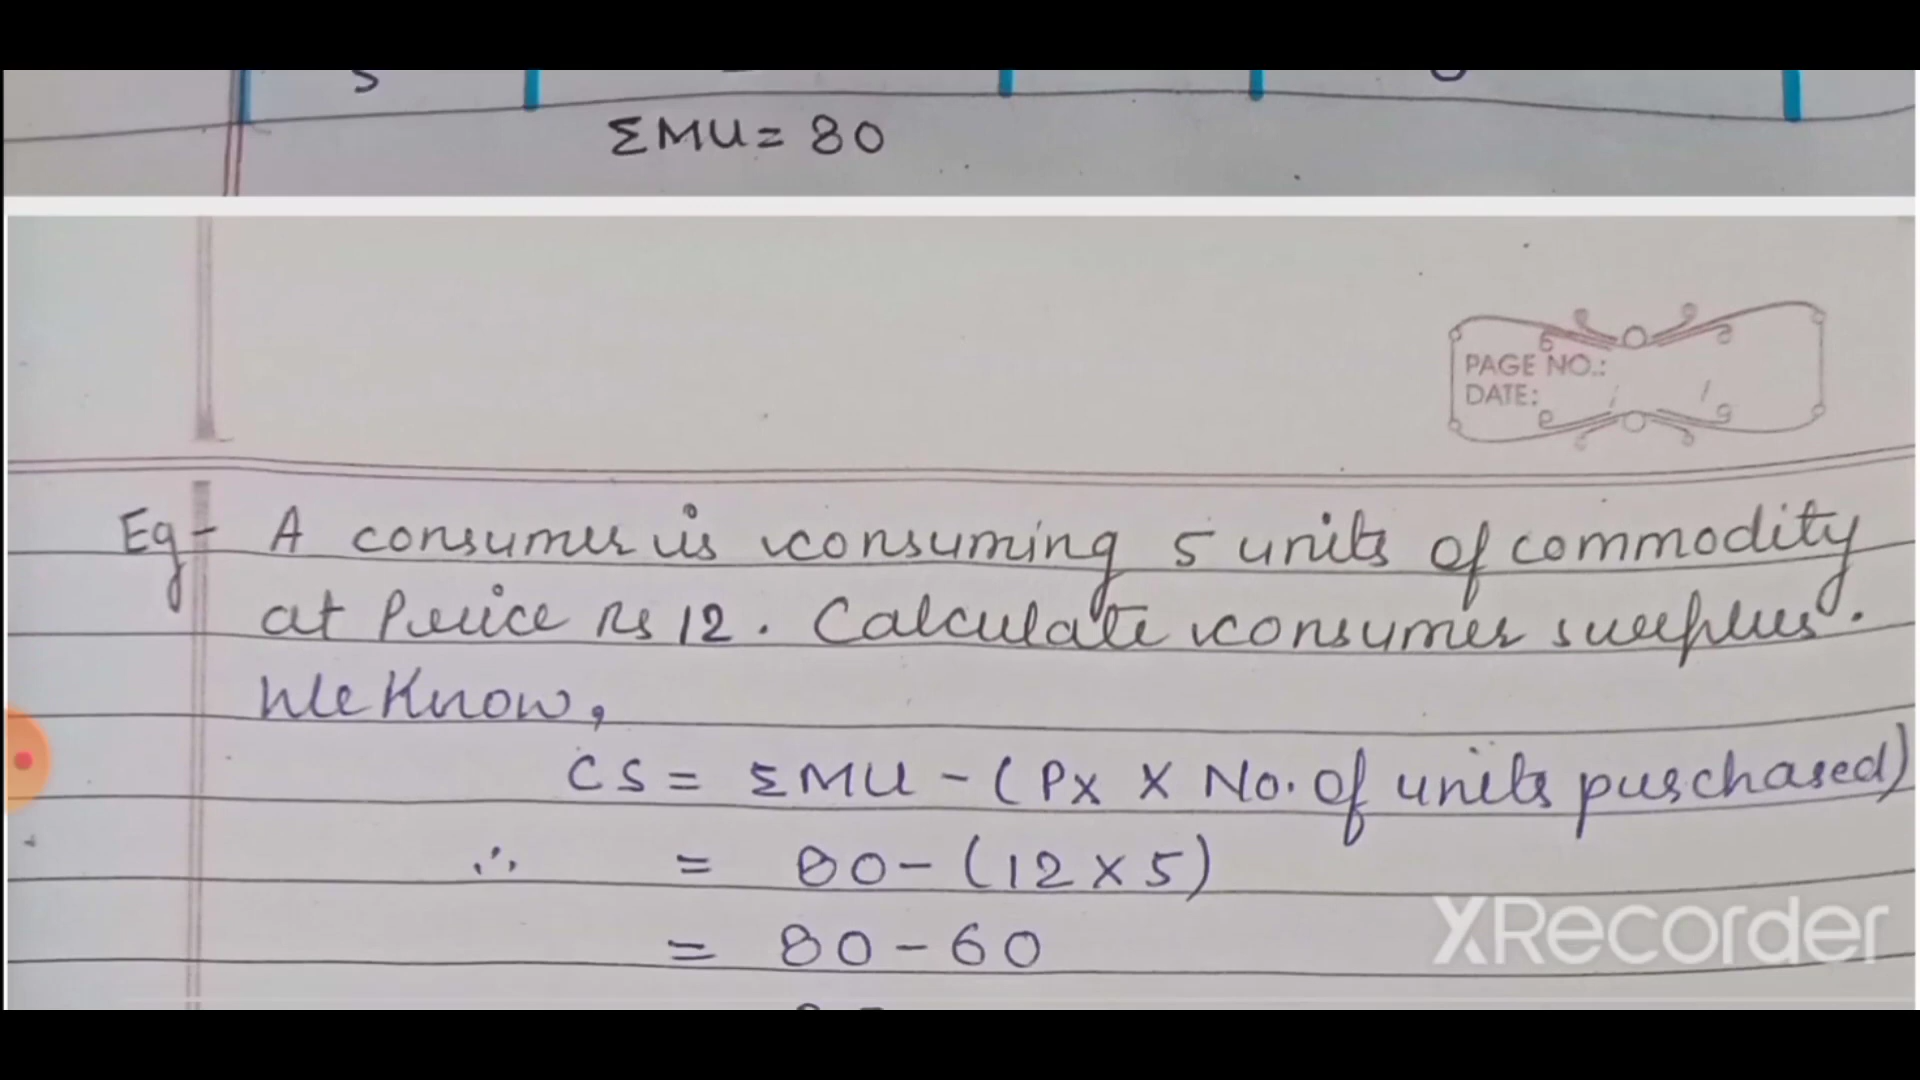 5
ΣMU= 80
PAGE NO.:
DATE: / /
Eg- A consumer is consuming 5 units of commodity
at Price Rs 12. Calculate consumer surplus.
We Know,
CS = ΣMU - (Px × No. of units purchased)
∴ = 80 - (12 × 5)
= 80 - 60
XRecorder